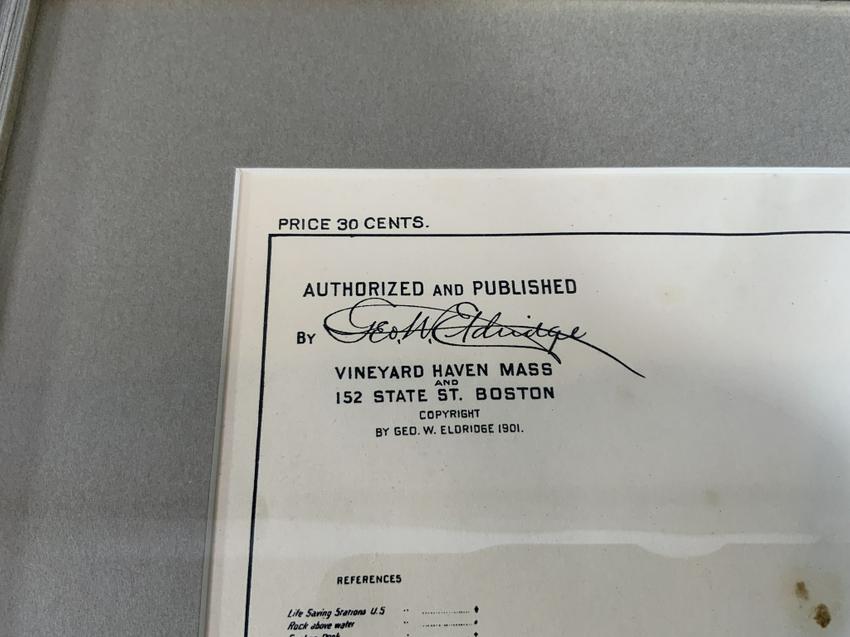 PRICE 30 CENTS.
AUTHORIZED AND PUBLISHED
BY Geo. W. Eldridge
VINEYARD HAVEN MASS
AND
152 STATE ST. BOSTON
COPYRIGHT
BY GEO. W. ELDRIDGE 1901.
REFERENCES
Life Saving Stations U.S
Rock above water